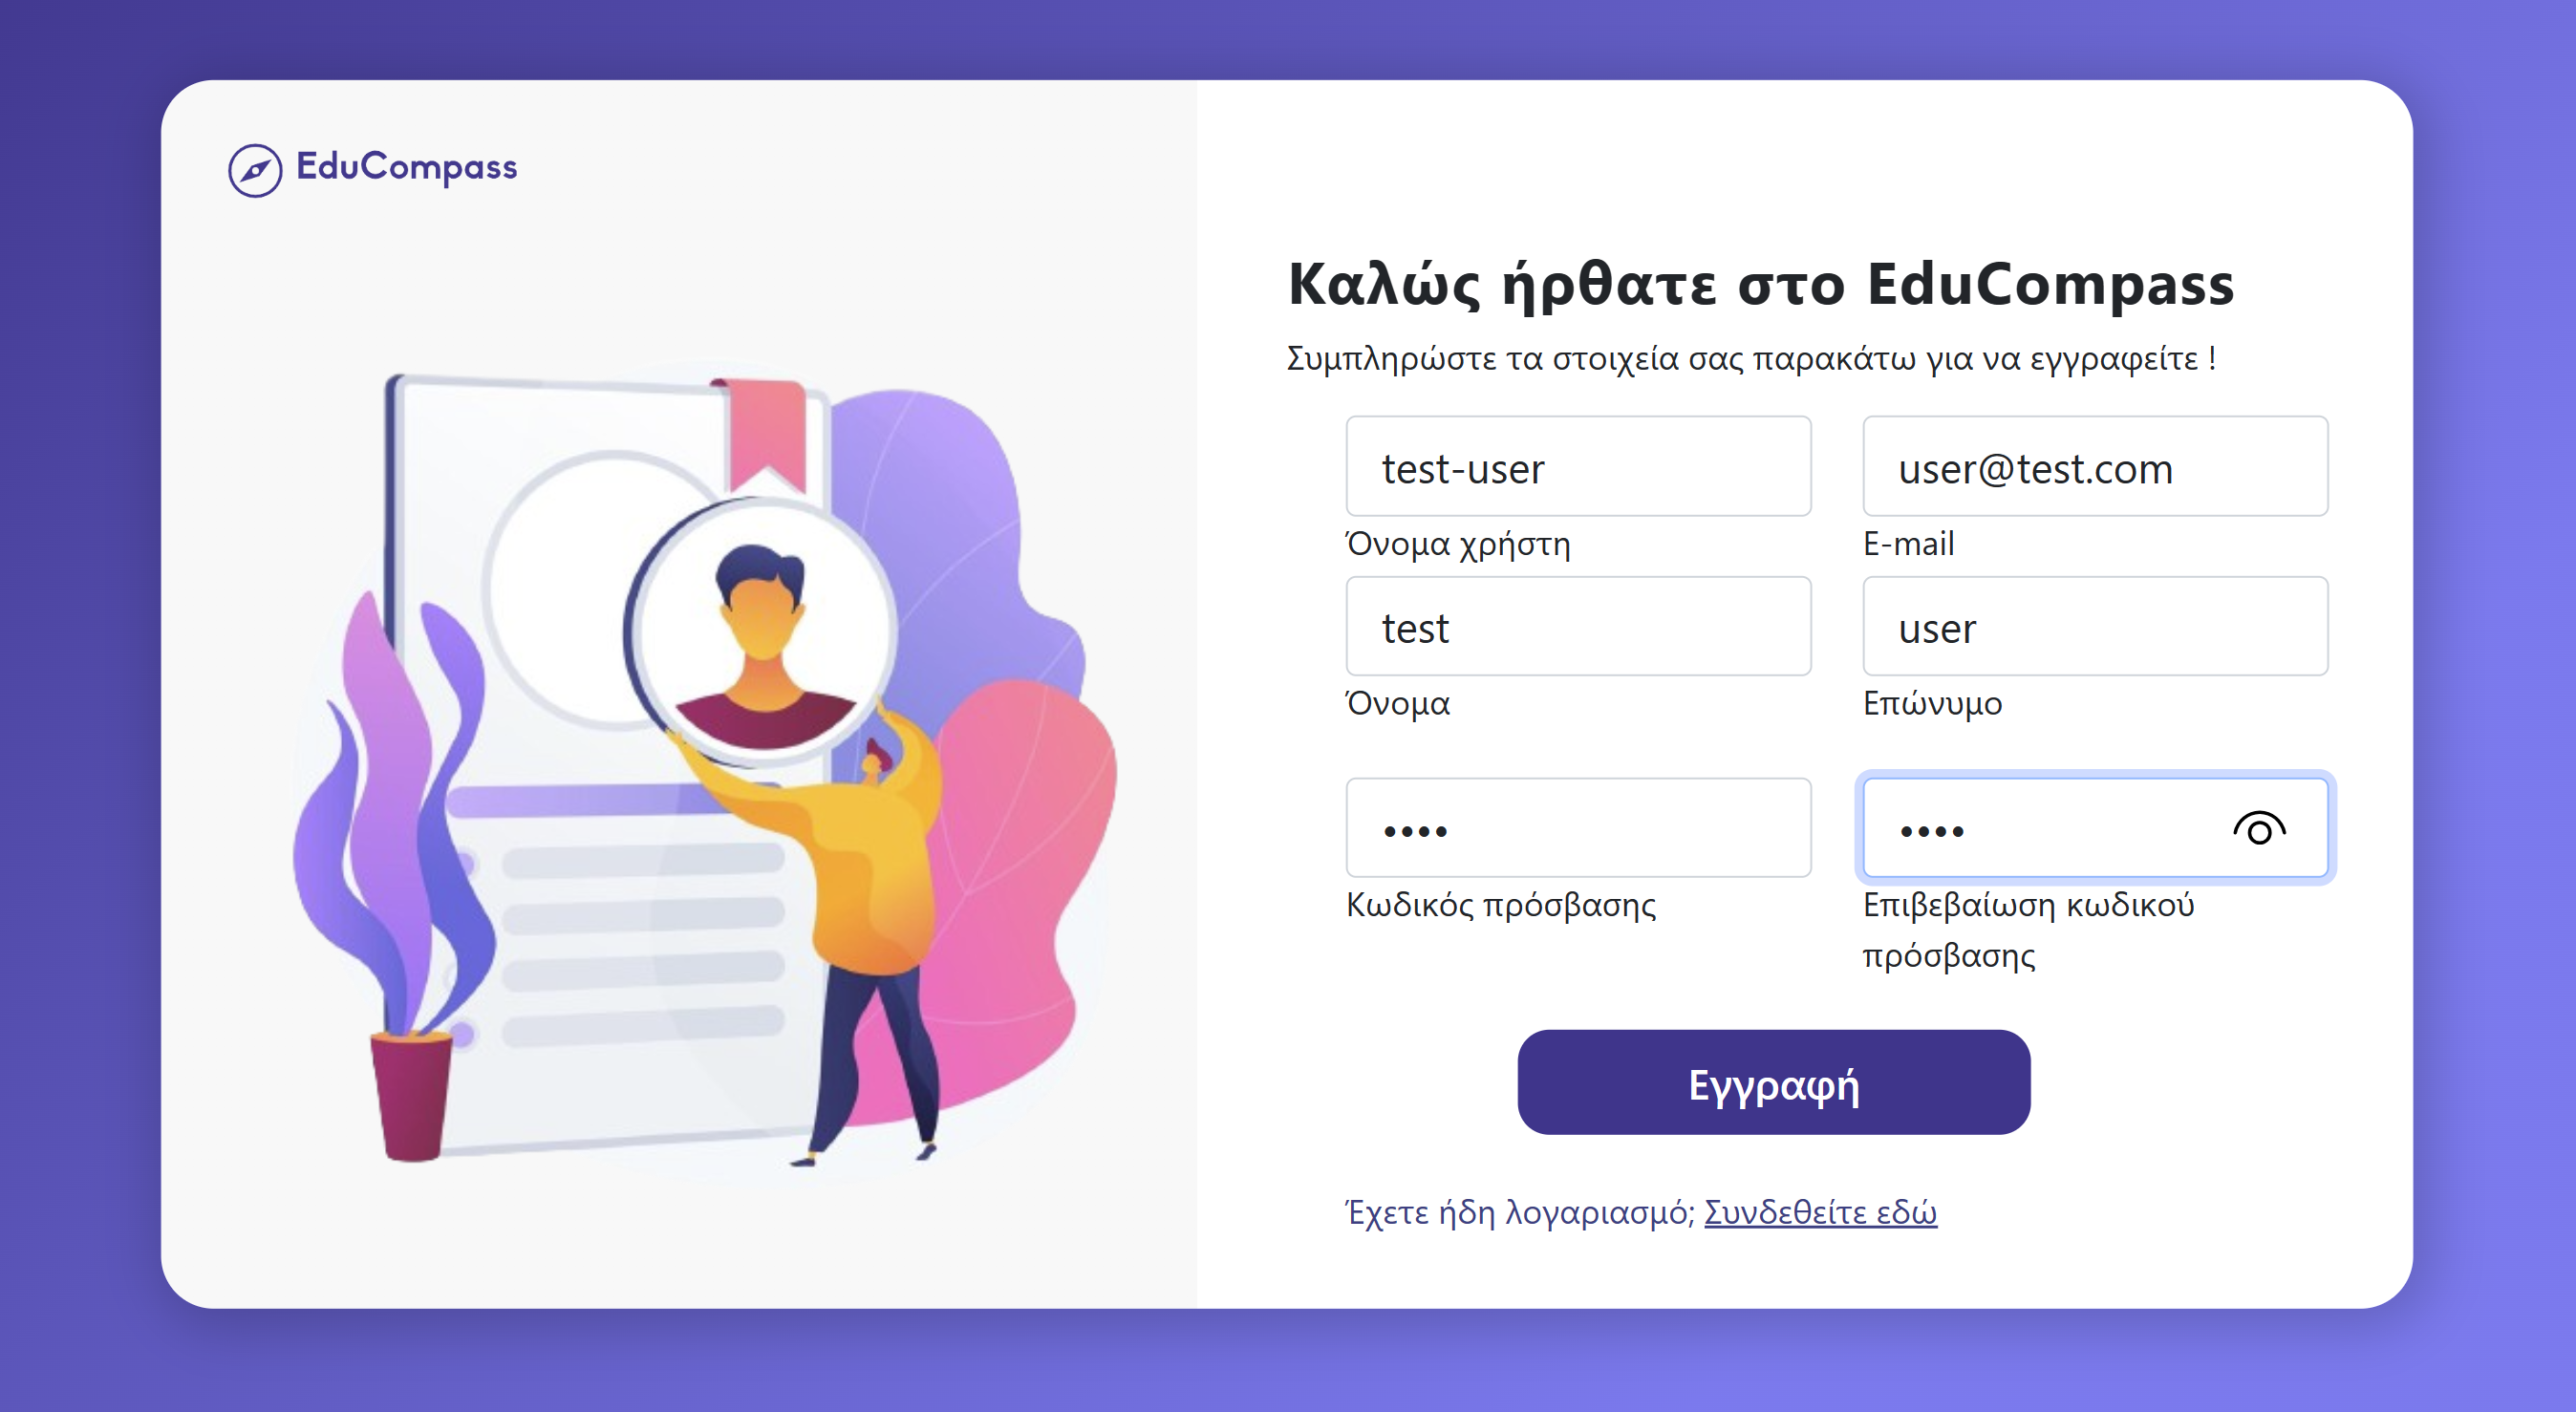 EduCompass
Καλώς ήρθατε στο EduCompass
Συμπληρώστε τα στοιχεία σας παρακάτω για να εγγραφείτε !
test-user
user@test.com
Όνομα χρήστη
E-mail
test
user
Όνομα
Επώνυμο
••••
••••
Κωδικός πρόσβασης
Επιβεβαίωση κωδικού
πρόσβασης
Εγγραφή
Έχετε ήδη λογαριασμό; Συνδεθείτε εδώ